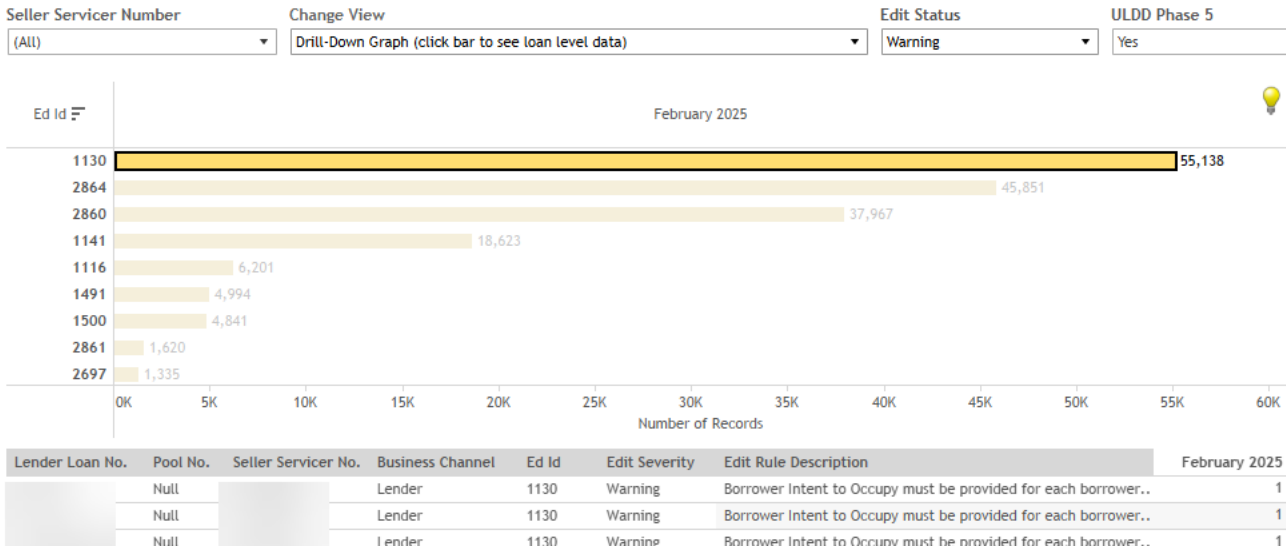 Seller Servicer Number Change View Edit Status ULDD Phase 5
(All) Drill-Down Graph (click bar to see loan level data) Warning Yes
Ed Id February 2025
1130 55,138
2864 45,851
2860 37,967
1141 18,623
1116 6,201
1491 4,994
1500 4,841
2861 1,620
2697 1,335
0K 5K 10K 15K 20K 25K 30K 35K 40K 45K 50K 55K 60K
Number of Records
Lender Loan No. Pool No. Seller Servicer No. Business Channel Ed Id Edit Severity Edit Rule Description February 2025
Null Lender 1130 Warning Borrower Intent to Occupy must be provided for each borrower.. 1
Null Lender 1130 Warning Borrower Intent to Occupy must be provided for each borrower.. 1
Null Lender 1130 Warning Borrower Intent to Occupy must be provided for each borrower.. 1